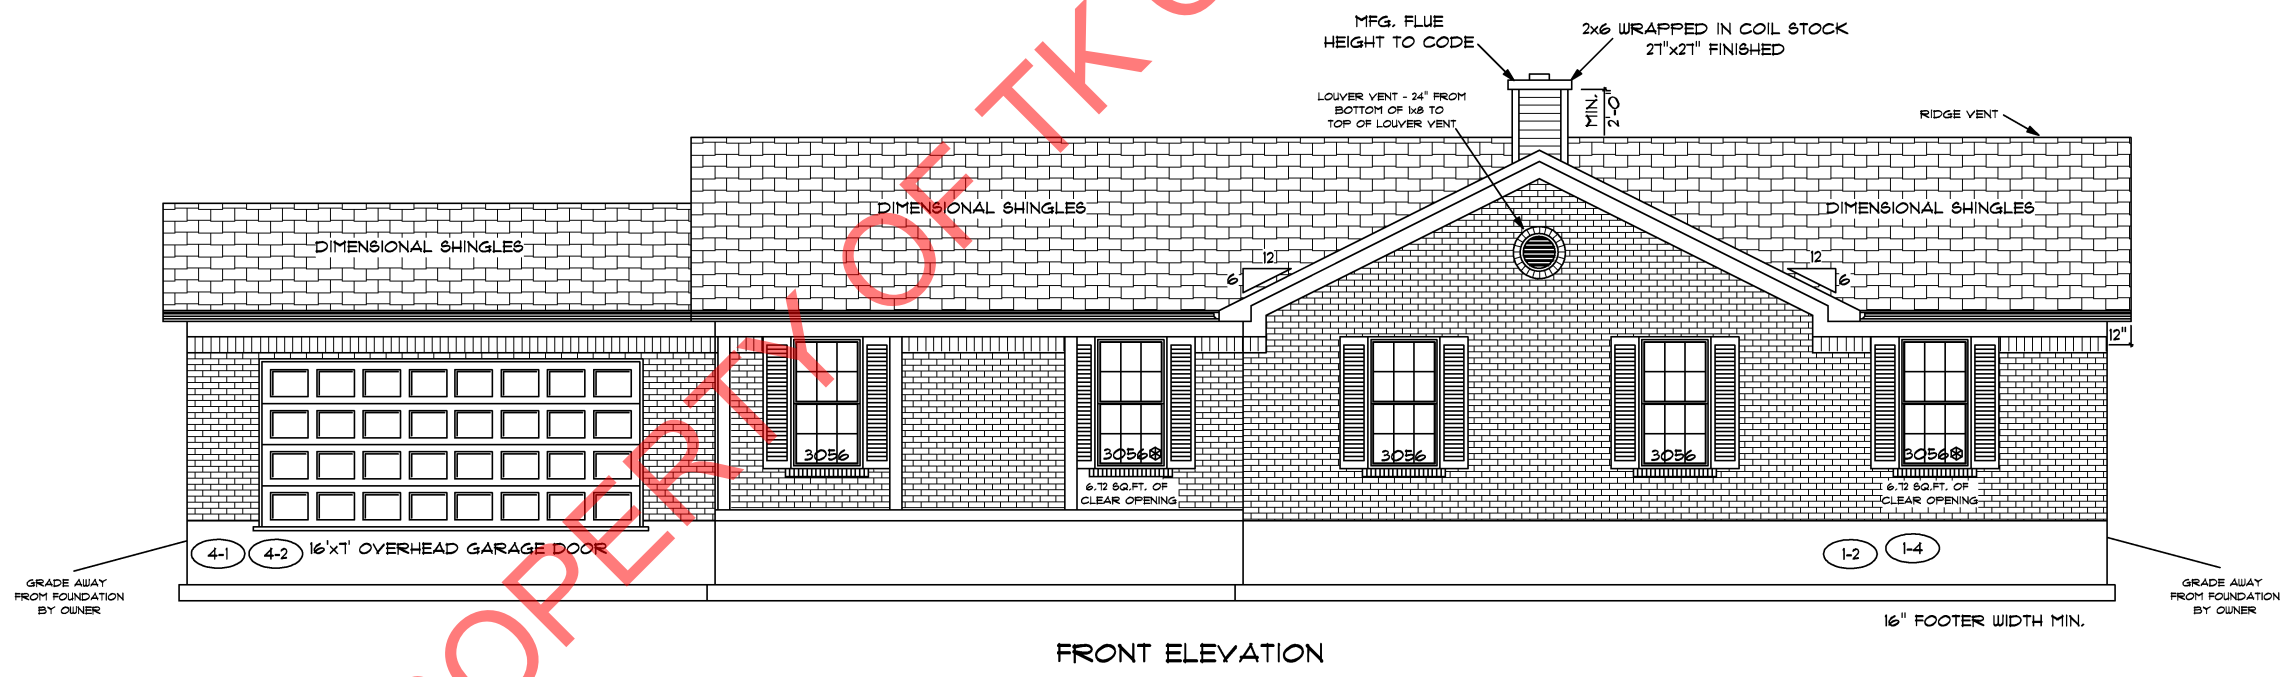 MFG. FLUE
HEIGHT TO CODE
2x6 WRAPPED IN COIL STOCK
27"x27" FINISHED
LOUVER VENT - 24" FROM
BOTTOM OF 1x8 TO
TOP OF LOUVER VENT
MIN.
2'-0"
RIDGE VENT
DIMENSIONAL SHINGLES
DIMENSIONAL SHINGLES
DIMENSIONAL SHINGLES
12
6
12
6
12"
3056
3056
3056
3056
3056
6.72 SQ.FT. OF
CLEAR OPENING
6.72 SQ.FT. OF
CLEAR OPENING
4-1
4-2
16'x7' OVERHEAD GARAGE DOOR
1-2
1-4
GRADE AWAY
FROM FOUNDATION
BY OWNER
GRADE AWAY
FROM FOUNDATION
BY OWNER
16" FOOTER WIDTH MIN.
FRONT ELEVATION
OPERTY OF TK